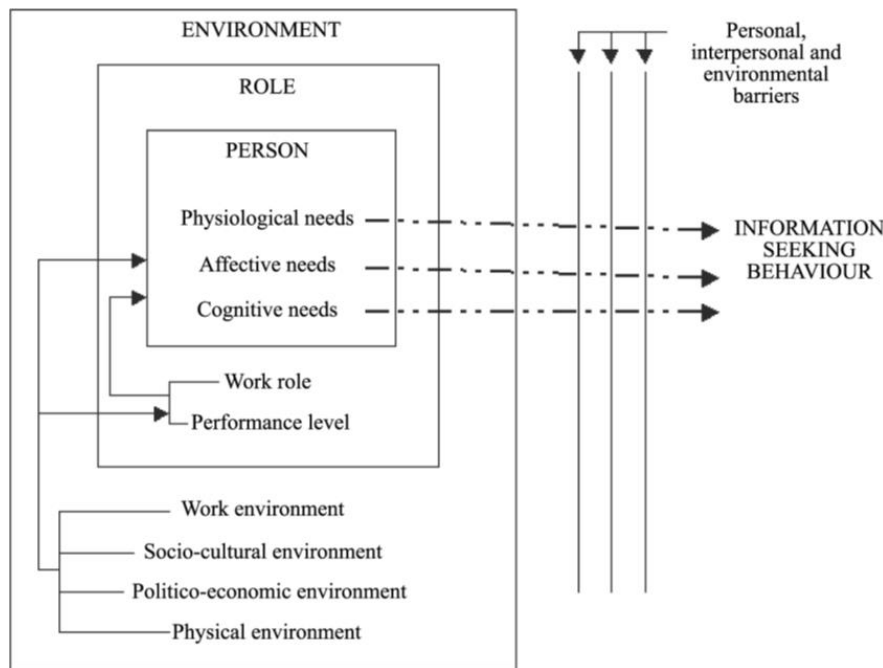 ENVIRONMENT
ROLE
PERSON
Physiological needs
Affective needs
Cognitive needs
Work role
Performance level
Work environment
Socio-cultural environment
Politico-economic environment
Physical environment
Personal,
interpersonal and
environmental
barriers
INFORMATION
SEEKING
BEHAVIOUR